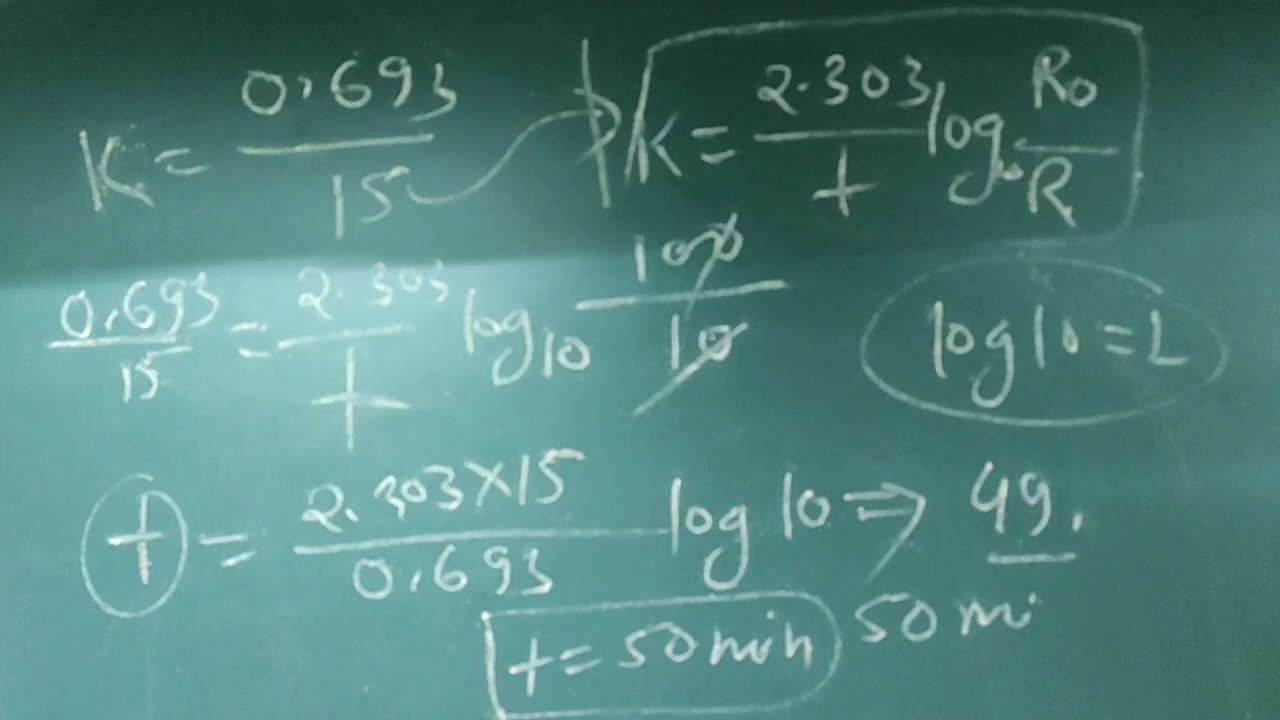 K = 0.693 / 15
K = 2.303 / t log10 R0 / R
0.693 / 15 = 2.303 / t log10 100 / 10
log 10 = 1
t = 2.303 × 15 / 0.693 log 10 ⇒ 49.
50 mi
t = 50 min